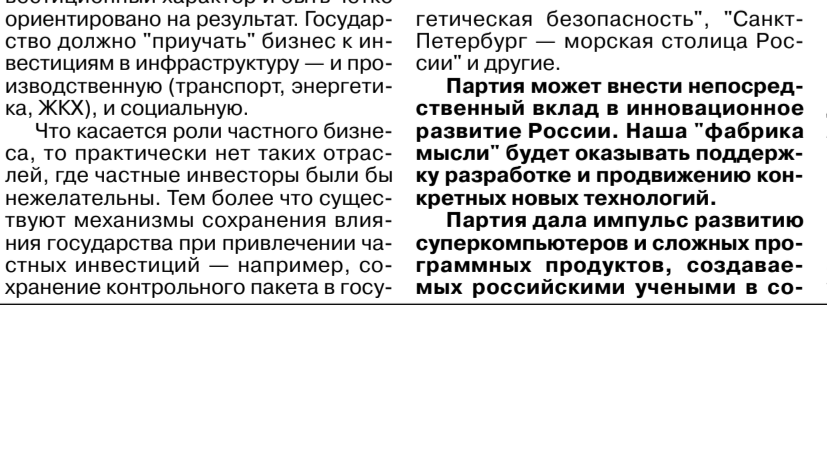 ориентировано на результат. Государ-
ство должно "приучать" бизнес к ин-
вестициям в инфраструктуру — и про-
изводственную (транспорт, энергети-
ка, ЖКХ), и социальную.
Что касается роли частного бизне-
са, то практически нет таких отрас-
лей, где частные инвесторы были бы
нежелательны. Тем более что сущес-
твуют механизмы сохранения влия-
ния государства при привлечении ча-
стных инвестиций — например, со-
хранение контрольного пакета в госу-
гетическая безопасность", "Санкт-
Петербург — морская столица Рос-
сии" и другие.
Партия может внести непосред-
ственный вклад в инновационное
развитие России. Наша "фабрика
мысли" будет оказывать поддерж-
ку разработке и продвижению кон-
кретных новых технологий.
Партия дала импульс развитию
суперкомпьютеров и сложных про-
граммных продуктов, создавае-
мых российскими учеными в со-